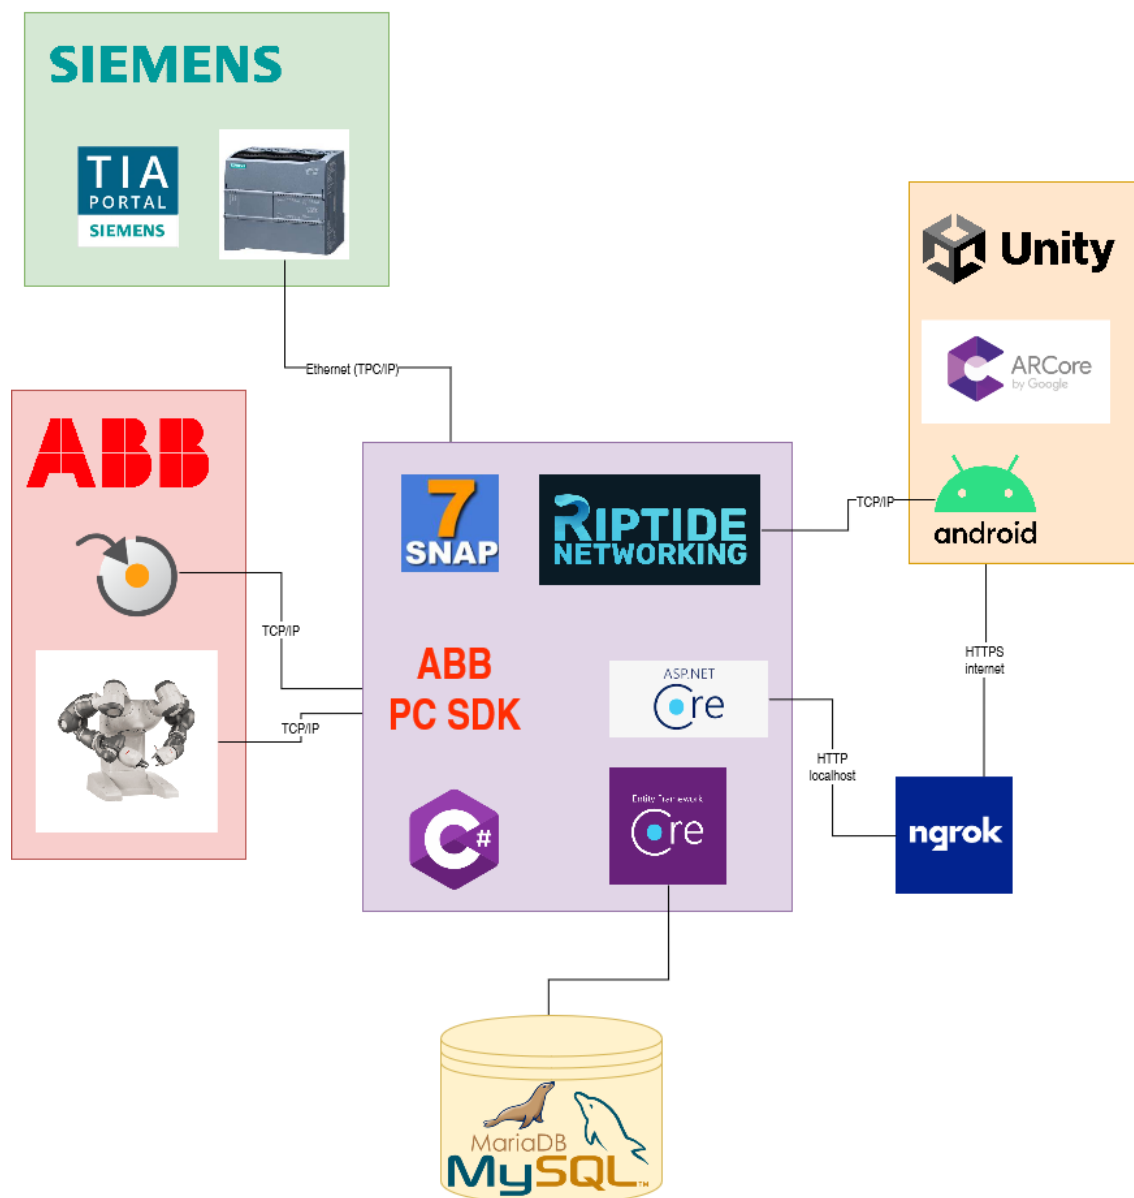 SIEMENS
TIA
PORTAL
SIEMENS
Ethernet (TPC/IP)
Unity
ARCore
by Google
android
TCP/IP
HTTPS
internet
ABB
TCP/IP
TCP/IP
7
SNAP
RIPTIDE
NETWORKING
ABB
PC SDK
ASP.NET
Core
C#
Entity Framework
Core
HTTP
localhost
ngrok
MariaDB
MySQL™